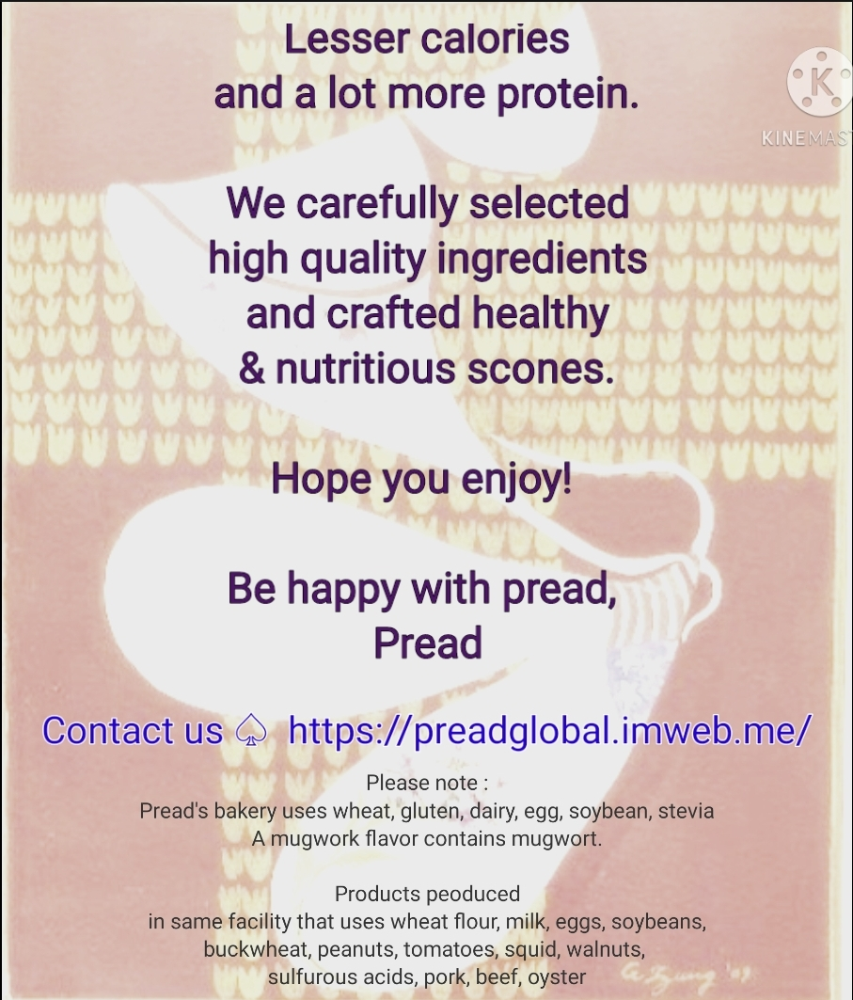 Lesser calories
and a lot more protein.
K
KINEMAS
We carefully selected
high quality ingredients
and crafted healthy
& nutritious scones.
Hope you enjoy!
Be happy with pread,
Pread
Contact us ♤ https://preadglobal.imweb.me/
Please note :
Pread's bakery uses wheat, gluten, dairy, egg, soybean, stevia
A mugwork flavor contains mugwort.
Products peoduced
in same facility that uses wheat flour, milk, eggs, soybeans,
buckwheat, peanuts, tomatoes, squid, walnuts,
sulfurous acids, pork, beef, oyster